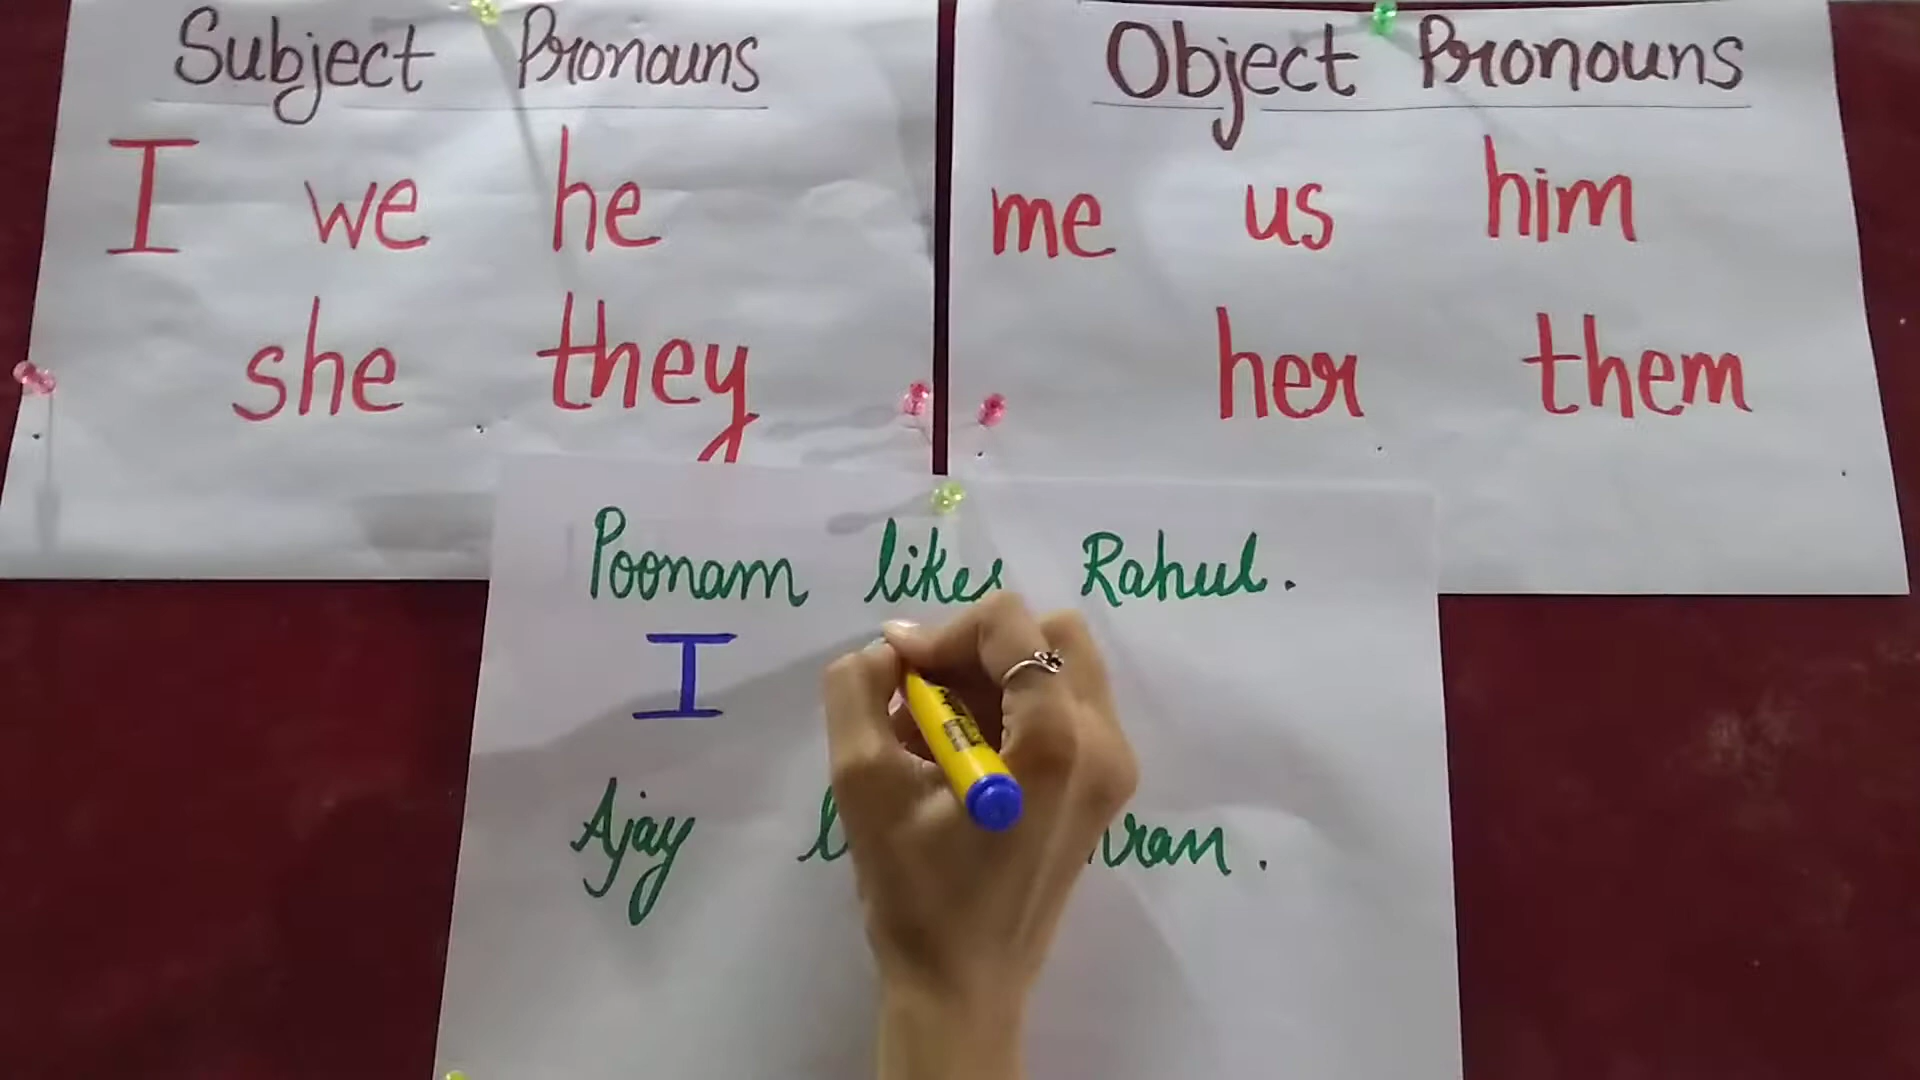 Subject Pronouns
I we he
she they
Object Pronouns
me us him
her them
Poonam likes Rahul.
I
Ajay